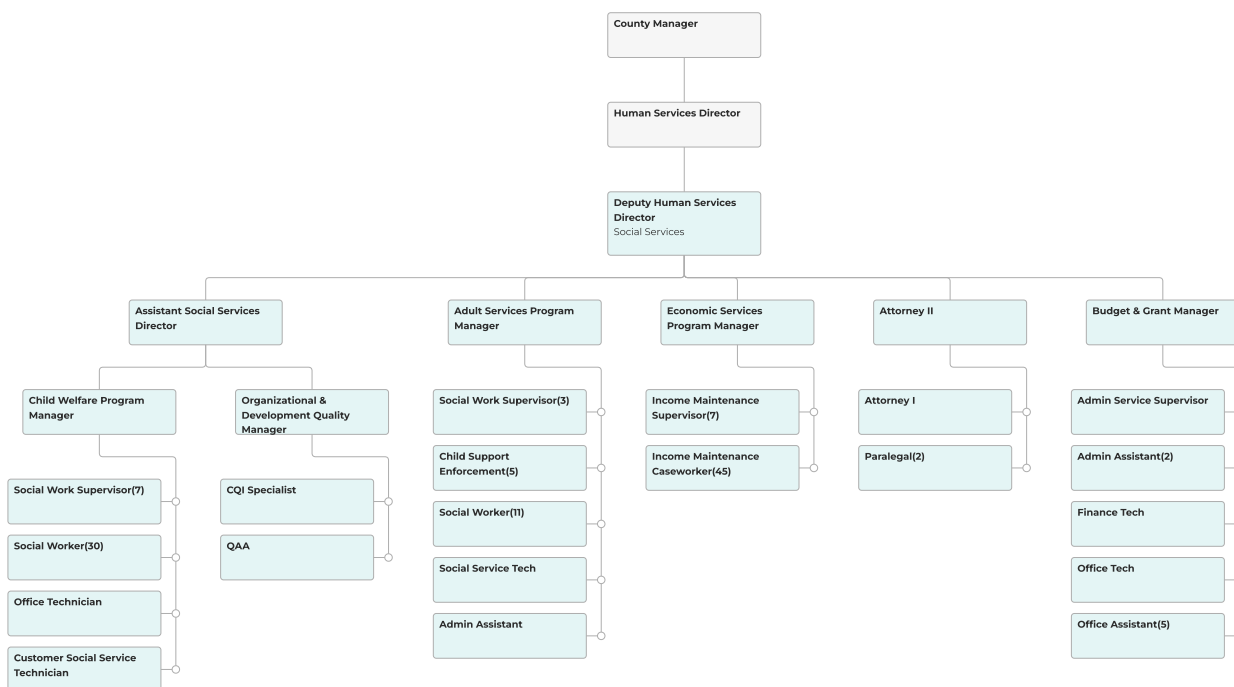 County Manager
Human Services Director
Deputy Human Services
Director
Social Services
Assistant Social Services
Director
Adult Services Program
Manager
Economic Services
Program Manager
Attorney II
Budget & Grant Manager
Child Welfare Program
Manager
Organizational &
Development Quality
Manager
Social Work Supervisor(3)
Income Maintenance
Supervisor(7)
Attorney I
Admin Service Supervisor
Child Support
Enforcement(5)
Income Maintenance
Caseworker(45)
Paralegal(2)
Admin Assistant(2)
Social Work Supervisor(7)
CQI Specialist
Social Worker(11)
Finance Tech
Social Worker(30)
QAA
Social Service Tech
Office Tech
Office Technician
Admin Assistant
Office Assistant(5)
Customer Social Service
Technician